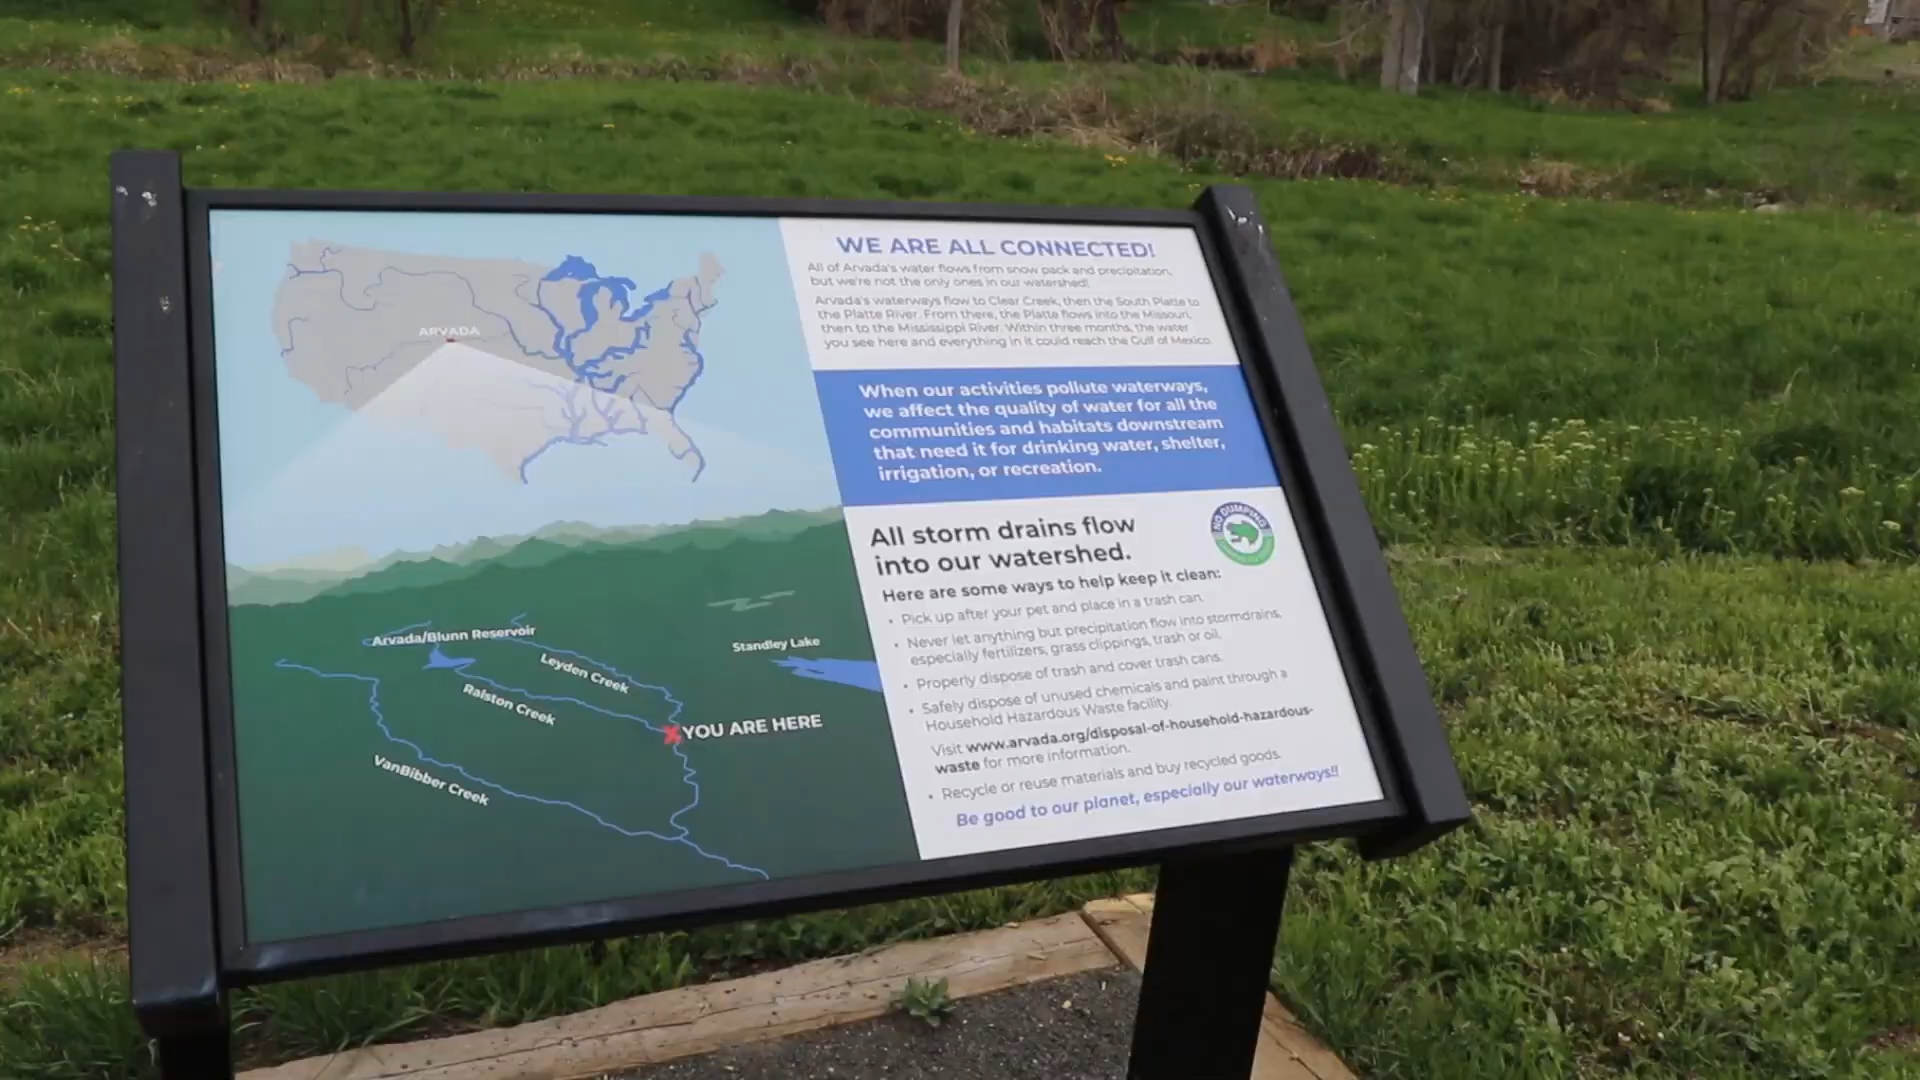 WE ARE ALL CONNECTED!
All of Arvada's water flows from snow pack and precipitation,
but we're not the only ones in our watershed!
Arvada's waterways flow to Clear Creek, then the South Platte to
the Platte River. From there, the Platte flows into the Missouri,
then to the Mississippi River. Within three months, the water
you see here and everything in it could reach the Gulf of Mexico.
When our activities pollute waterways,
we affect the quality of water for all the
communities and habitats downstream
that need it for drinking water, shelter,
irrigation, or recreation.
All storm drains flow
into our watershed.
NO DUMPING
Here are some ways to help keep it clean:
• Pick up after your pet and place in a trash can.
• Never let anything but precipitation flow into stormdrains,
especially fertilizers, grass clippings, trash or oil.
• Properly dispose of trash and cover trash cans.
• Safely dispose of unused chemicals and paint through a
Household Hazardous Waste facility.
Visit www.arvada.org/disposal-of-household-hazardous-
waste for more information.
• Recycle or reuse materials and buy recycled goods.
Be good to our planet, especially our waterways!!
ARVADA
Arvada/Blunn Reservoir
Leyden Creek
Standley Lake
Ralston Creek
X YOU ARE HERE
VanBibber Creek